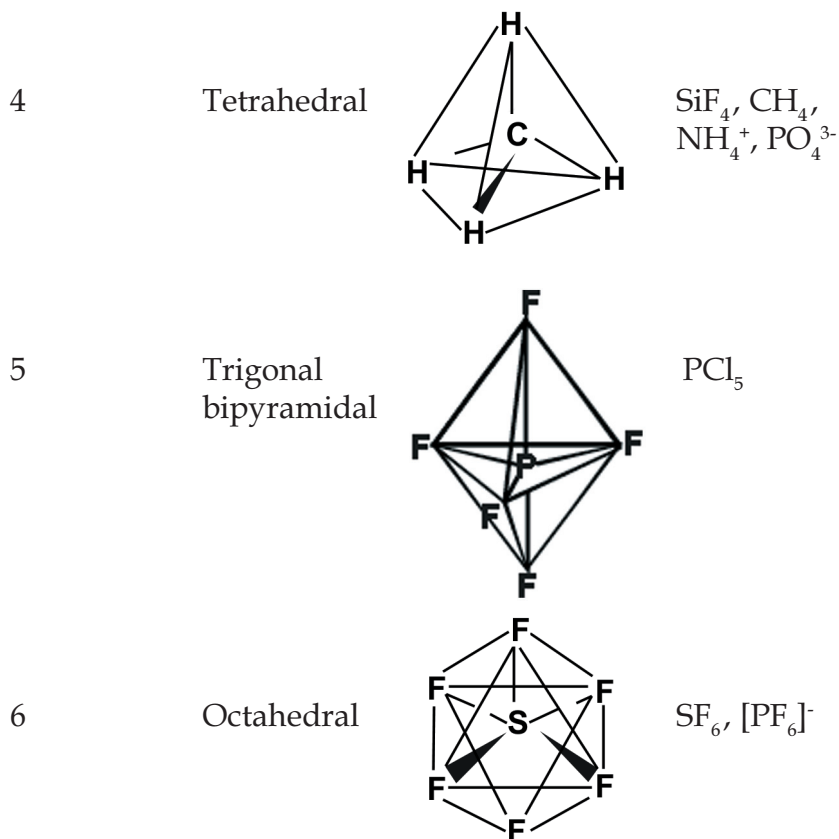 H
4 Tetrahedral SiF₄, CH₄,
C NH₄⁺, PO₄³⁻
H H
H
F
5 Trigonal PCl₅
bipyramidal
F F
P
F
F
F
F F
6 Octahedral S SF₆, [PF₆]⁻
F F
F